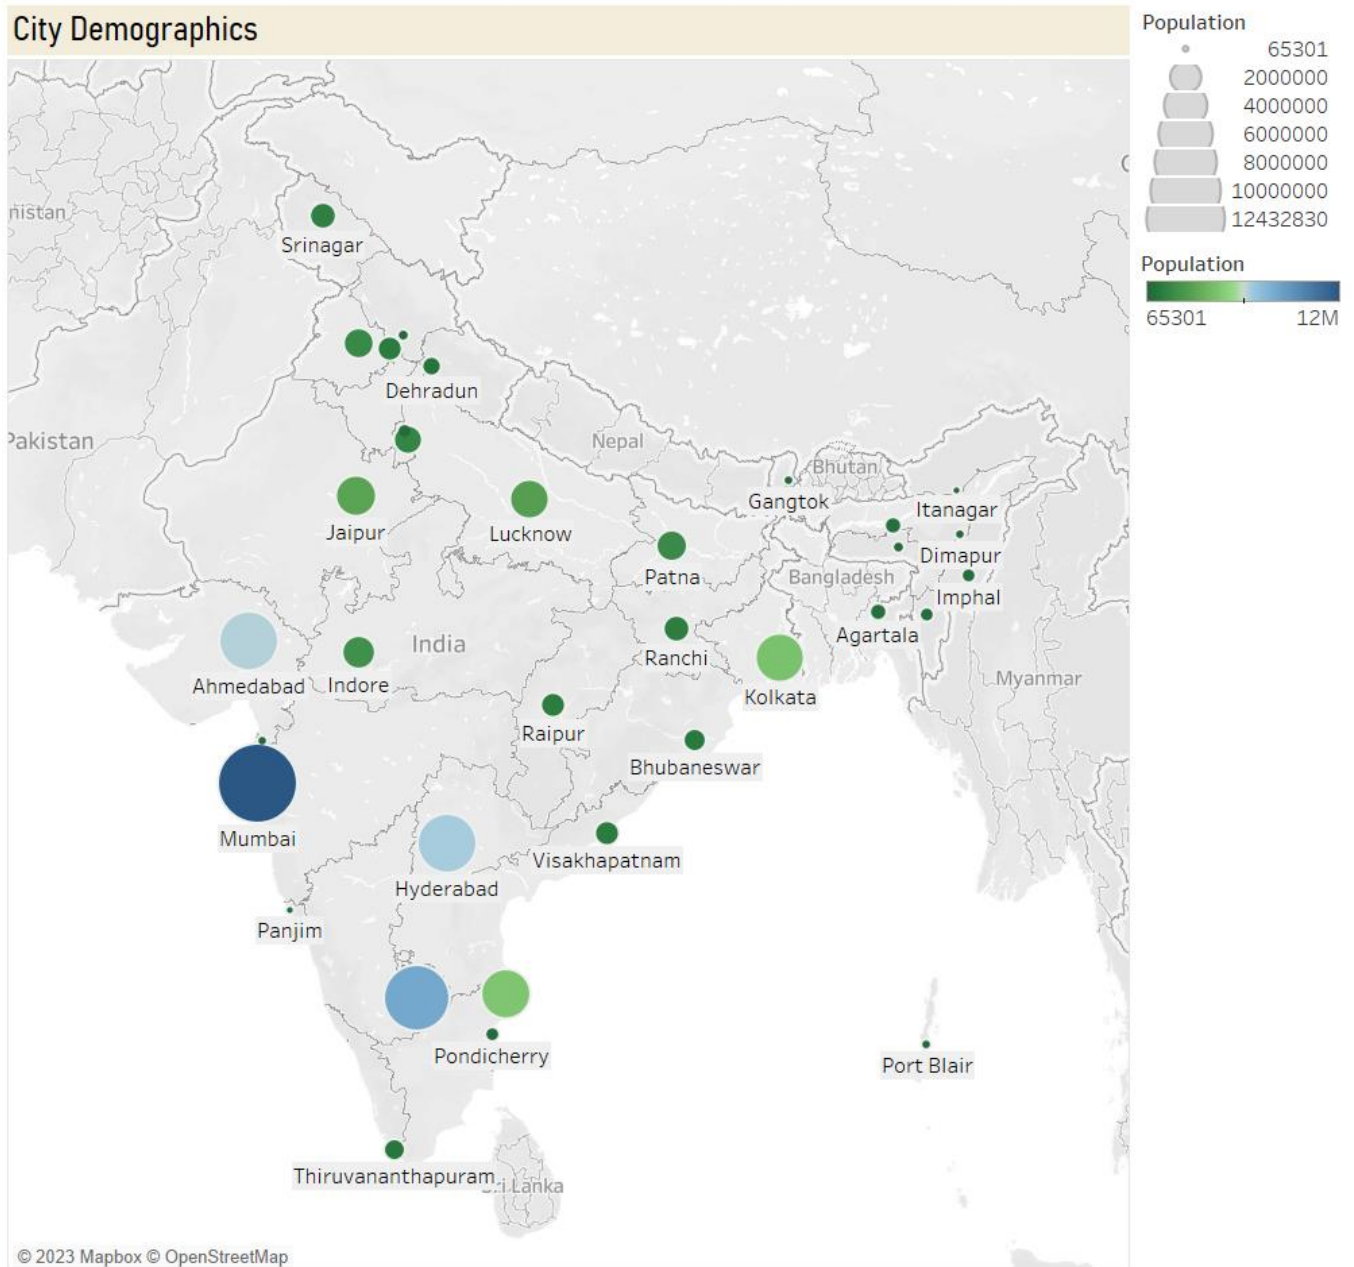 City Demographics
Population
65301
2000000
4000000
6000000
8000000
10000000
12432830
Population
65301
12M
nistan
Srinagar
Dehradun
Pakistan
Nepal
Bhutan
Gangtok
Itanagar
Jaipur
Lucknow
Dimapur
Patna
Bangladesh
Imphal
Agartala
India
Ranchi
Myanmar
Ahmedabad
Indore
Kolkata
Raipur
Bhubaneswar
Mumbai
Visakhapatnam
Hyderabad
Panjim
Pondicherry
Port Blair
Thiruvananthapuram
Sri Lanka
© 2023 Mapbox © OpenStreetMap